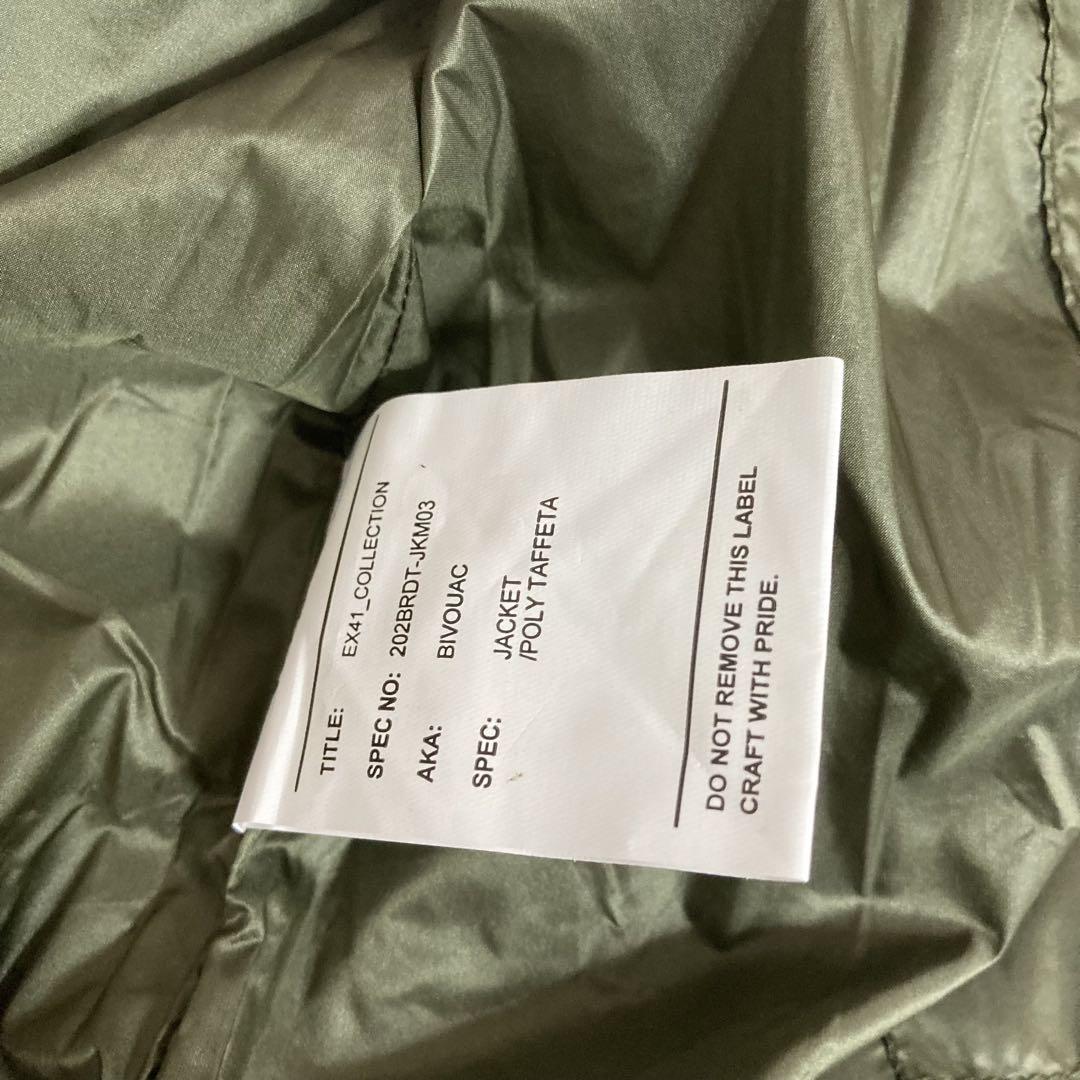 TITLE: EX41_COLLECTION
SPEC NO: 202BRDT-JKM03
AKA: BIVOUAC
SPEC: JACKET
/POLY TAFFETA
DO NOT REMOVE THIS LABEL
CRAFT WITH PRIDE.